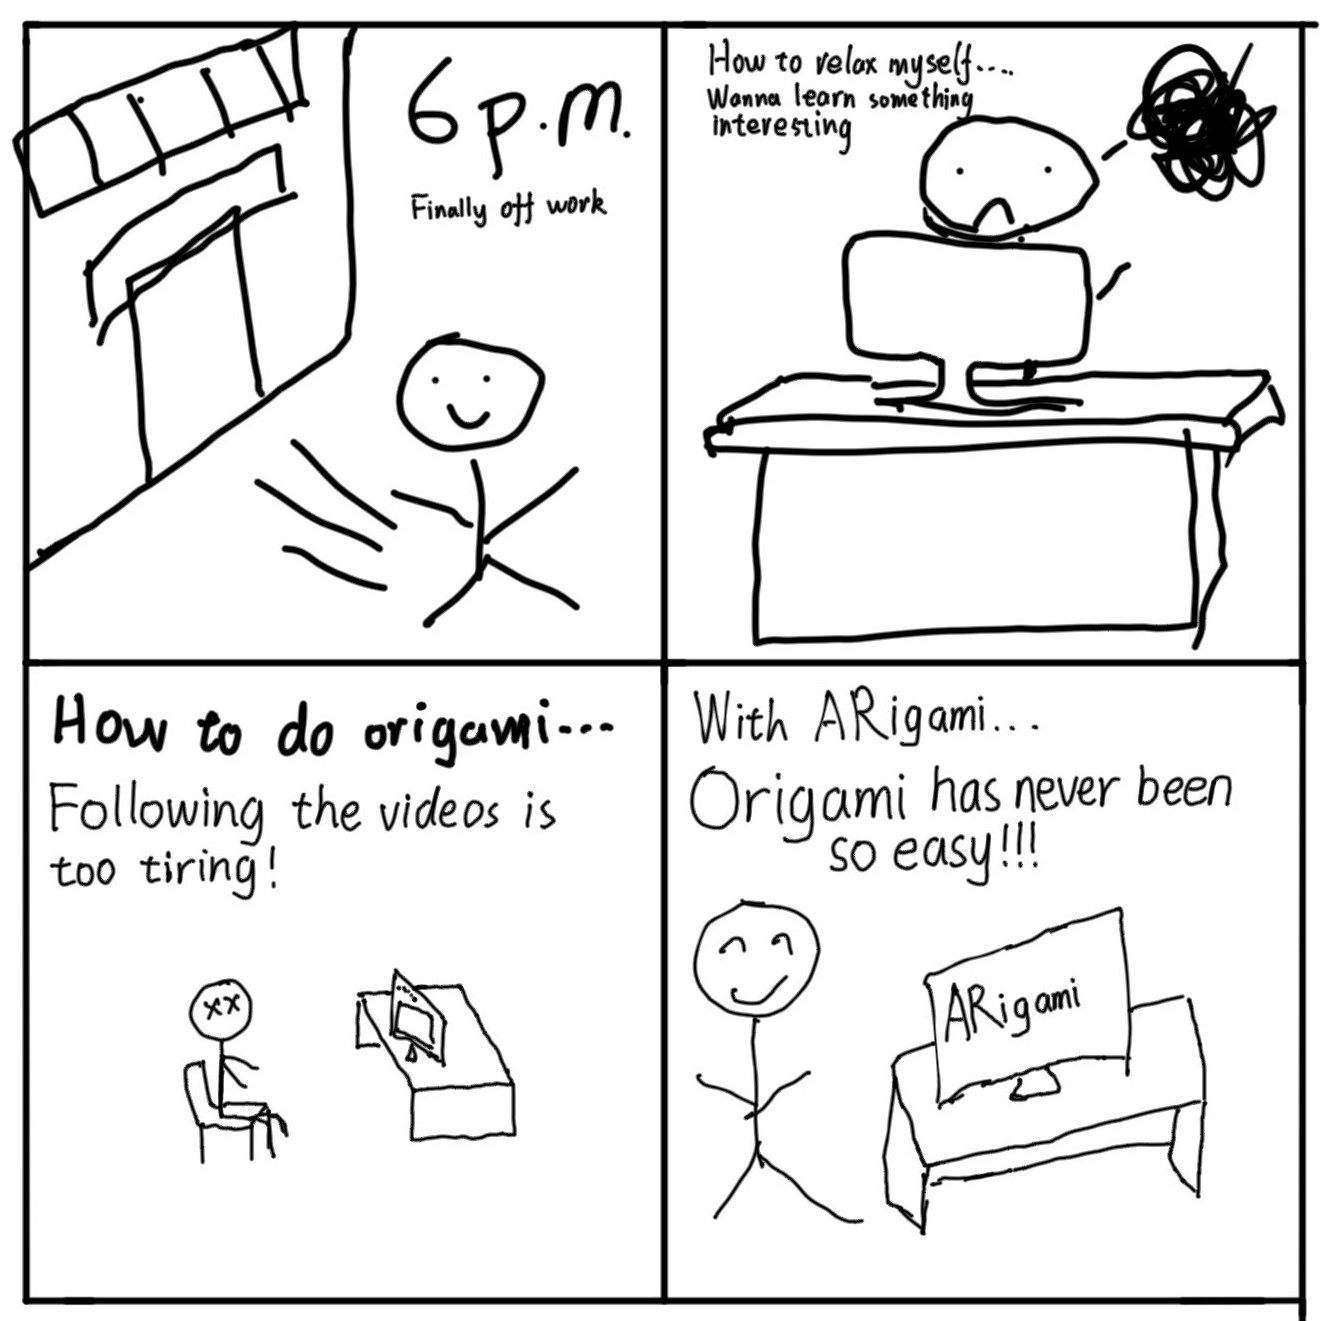 6 p.m.
Finally off work
How to relax myself....
Wanna learn something
interesting
How to do origami...
Following the videos is
too tiring!
With ARigami...
Origami has never been
so easy!!!
ARigami